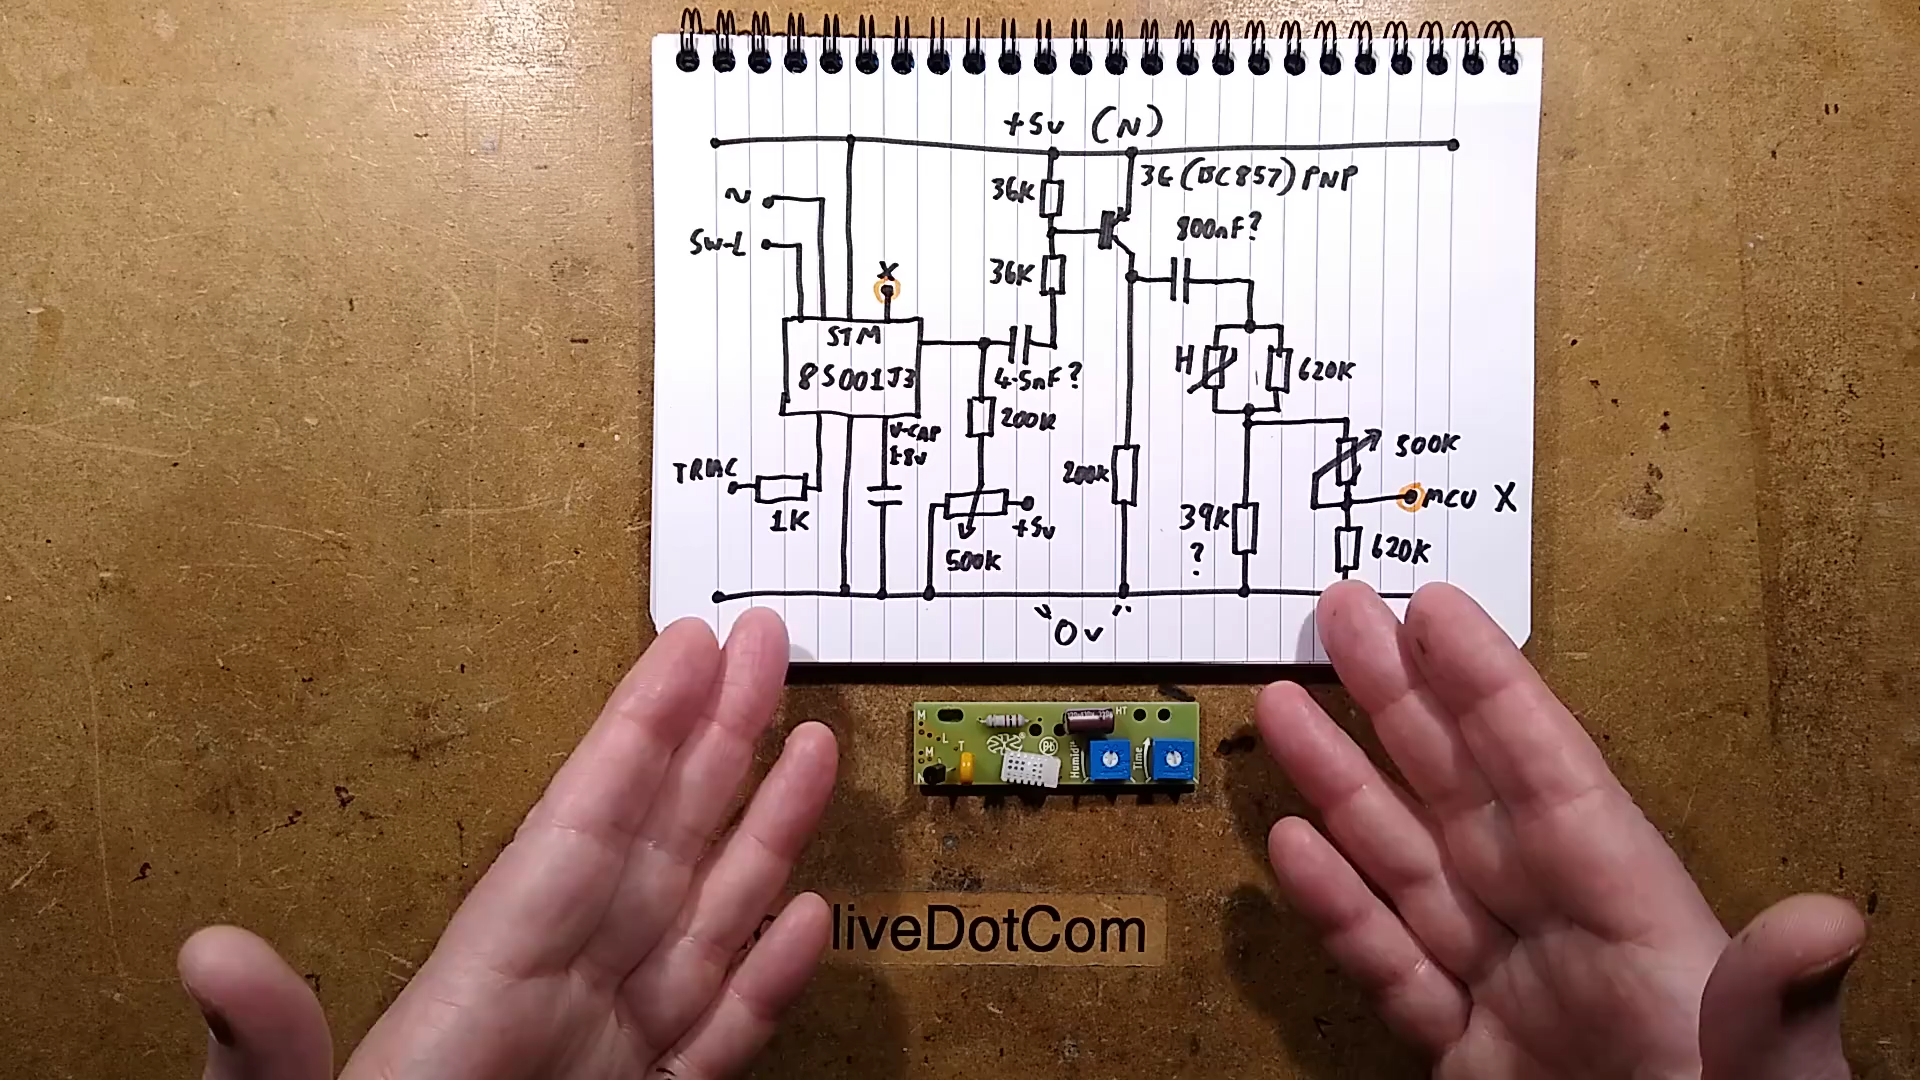 +5v (N)
36K
3G (BC857) PNP
N
SW-L
800nF?
X
36K
STM
8S001J3
4.5nF?
H
620K
200K
V-CAP
1.8v
500K
TRIAC
1K
200K
+5v
500K
39K
?
MCU X
620K
"0v"
M
L
M
T
N
HT
Humidity
Time
liveDotCom